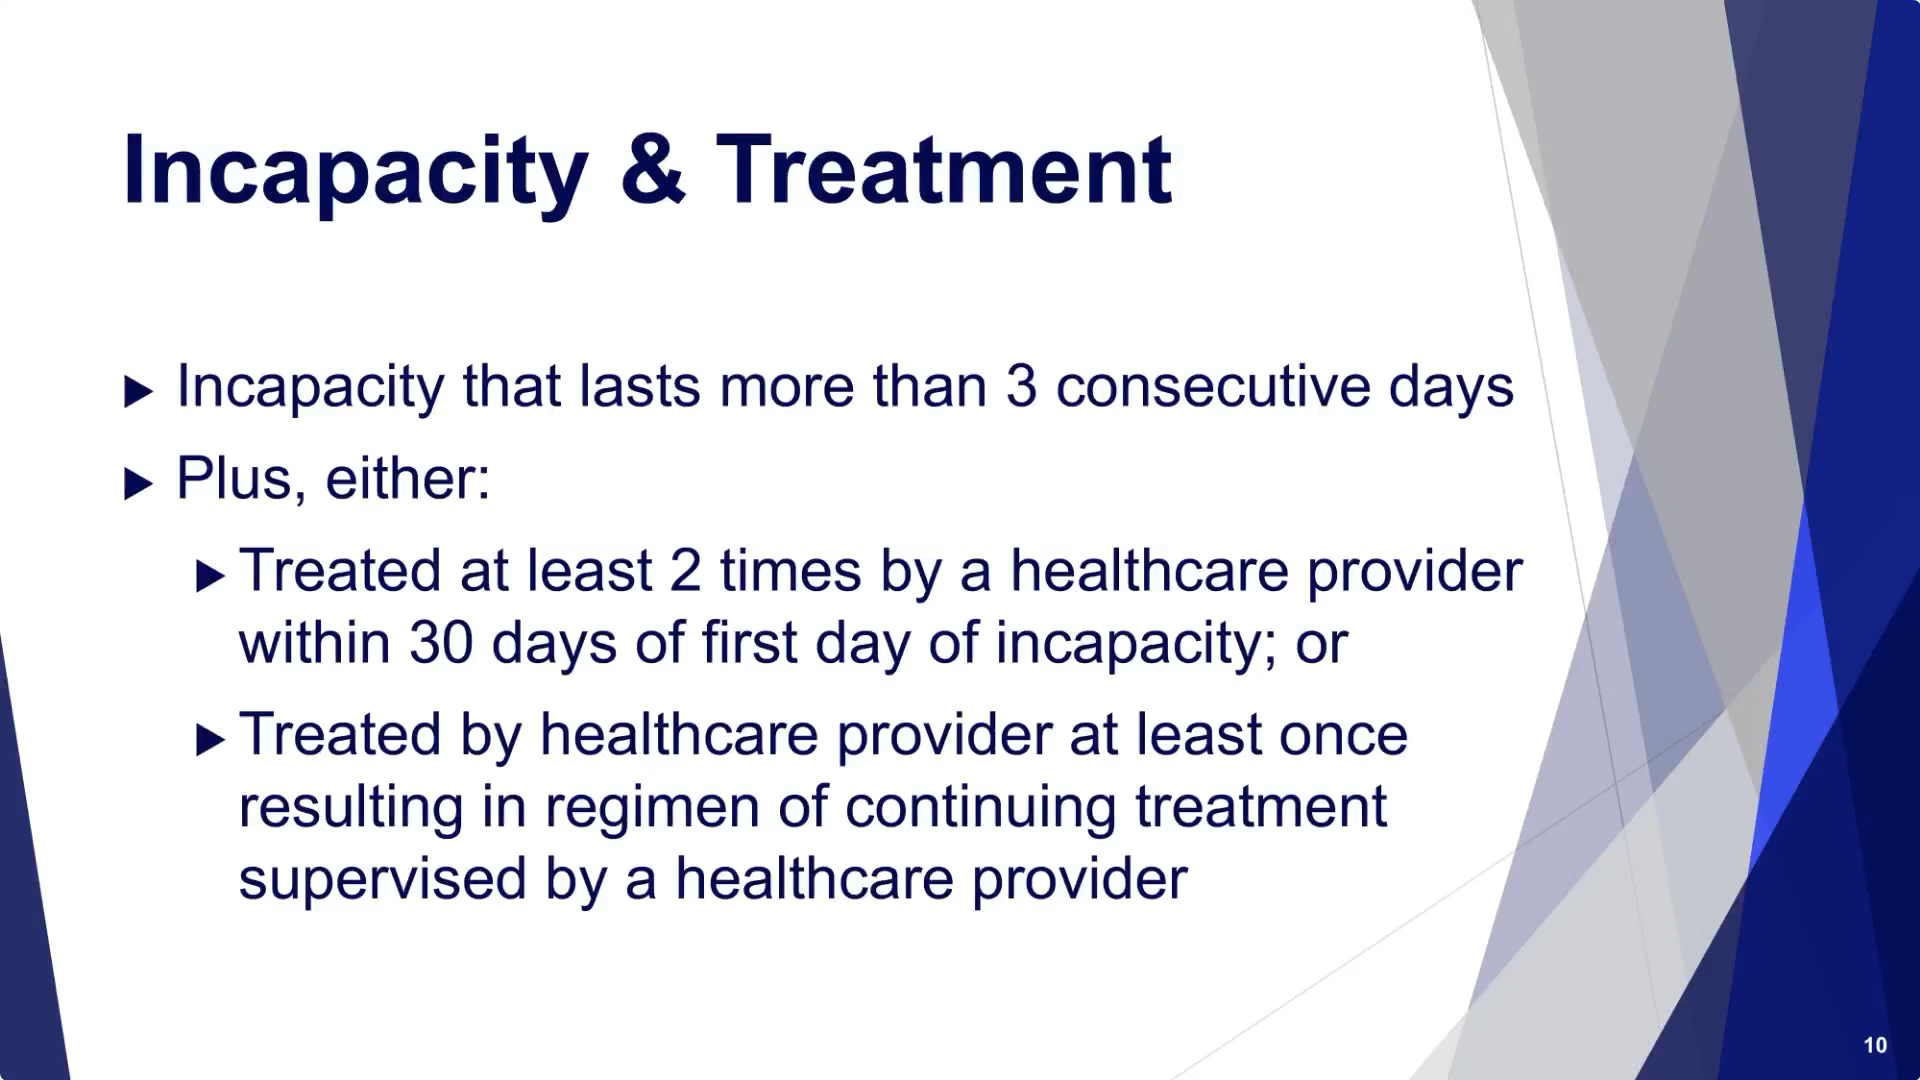 Incapacity & Treatment
Incapacity that lasts more than 3 consecutive days
Plus, either:
Treated at least 2 times by a healthcare provider
within 30 days of first day of incapacity; or
Treated by healthcare provider at least once
resulting in regimen of continuing treatment
supervised by a healthcare provider
10